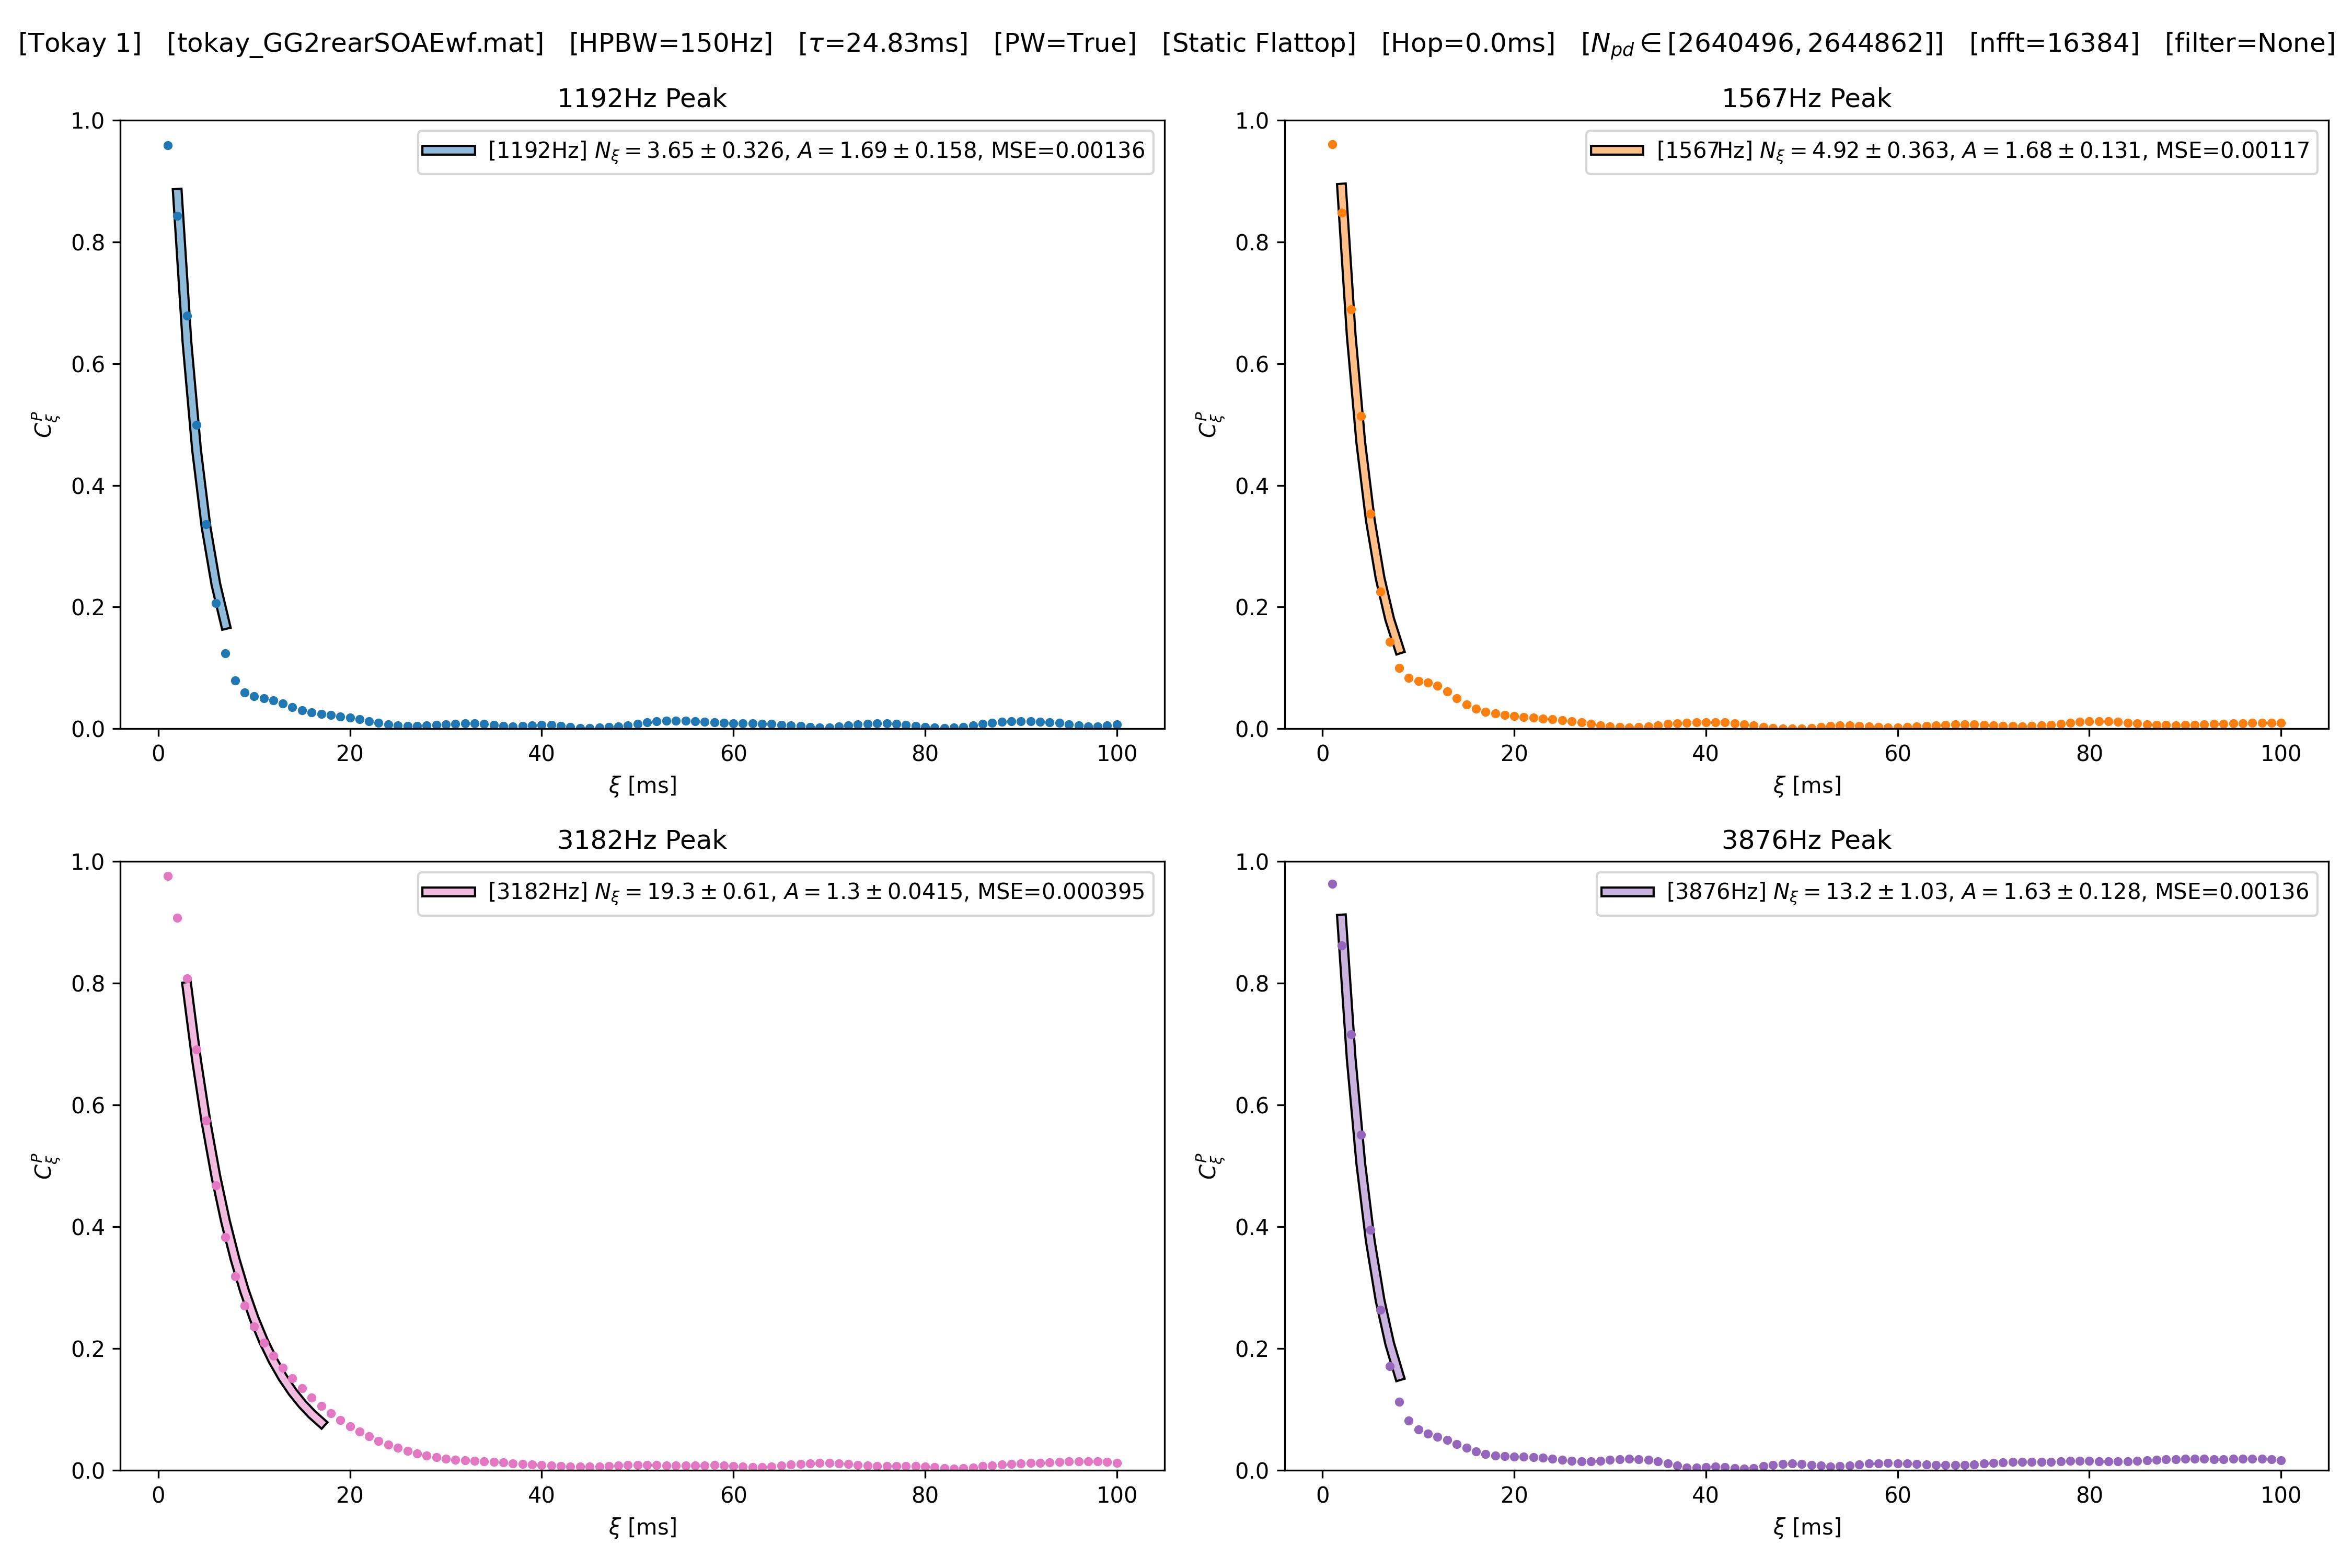 [Tokay 1] [tokay_GG2rearSOAEwf.mat] [HPBW=150Hz] [τ=24.83ms] [PW=True] [Static Flattop] [Hop=0.0ms] [N_pd ∈ [2640496, 2644862]] [nfft=16384] [filter=None]
1192Hz Peak
[1192Hz] N_ξ = 3.65 ± 0.326, A = 1.69 ± 0.158, MSE=0.00136
1.0
0.8
0.6
0.4
0.2
0.0
C_ξ^P
0 20 40 60 80 100
ξ [ms]
1567Hz Peak
[1567Hz] N_ξ = 4.92 ± 0.363, A = 1.68 ± 0.131, MSE=0.00117
1.0
0.8
0.6
0.4
0.2
0.0
C_ξ^P
0 20 40 60 80 100
ξ [ms]
3182Hz Peak
[3182Hz] N_ξ = 19.3 ± 0.61, A = 1.3 ± 0.0415, MSE=0.000395
1.0
0.8
0.6
0.4
0.2
0.0
C_ξ^P
0 20 40 60 80 100
ξ [ms]
3876Hz Peak
[3876Hz] N_ξ = 13.2 ± 1.03, A = 1.63 ± 0.128, MSE=0.00136
1.0
0.8
0.6
0.4
0.2
0.0
C_ξ^P
0 20 40 60 80 100
ξ [ms]